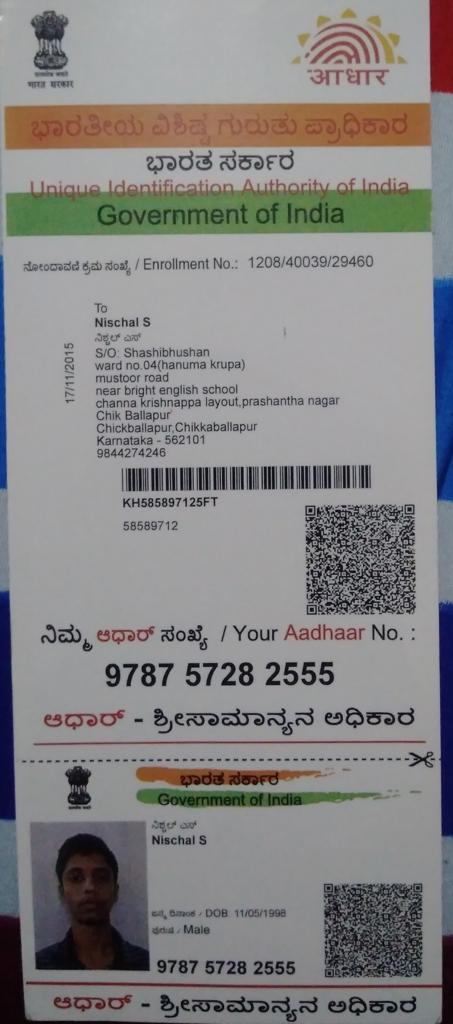 भारत सरकार
आधार
ಭಾರತೀಯ ವಿಶಿಷ್ಟ ಗುರುತು ಪ್ರಾಧಿಕಾರ
ಭಾರತ ಸರ್ಕಾರ
Unique Identification Authority of India
Government of India
ನೋಂದಾವಣಿ ಕ್ರಮ ಸಂಖ್ಯೆ / Enrollment No.: 1208/40039/29460
17/11/2015
To
Nischal S
ನಿಶ್ಚಲ್ ಎಸ್
S/O: Shashibhushan
ward no.04(hanuma krupa)
mustoor road
near bright english school
channa krishnappa layout,prashantha nagar
Chik Ballapur
Chickballapur,Chikkaballapur
Karnataka - 562101
9844274246
KH585897125FT
58589712
ನಿಮ್ಮ ಆಧಾರ್ ಸಂಖ್ಯೆ / Your Aadhaar No. :
9787 5728 2555
ಆಧಾರ್ - ಶ್ರೀಸಾಮಾನ್ಯನ ಅಧಿಕಾರ
ಭಾರತ ಸರ್ಕಾರ
Government of India
ನಿಶ್ಚಲ್ ಎಸ್
Nischal S
ಜನ್ಮ ದಿನಾಂಕ / DOB 11/05/1998
ಪುರುಷ / Male
9787 5728 2555
ಆಧಾರ್ - ಶ್ರೀಸಾಮಾನ್ಯನ ಅಧಿಕಾರ